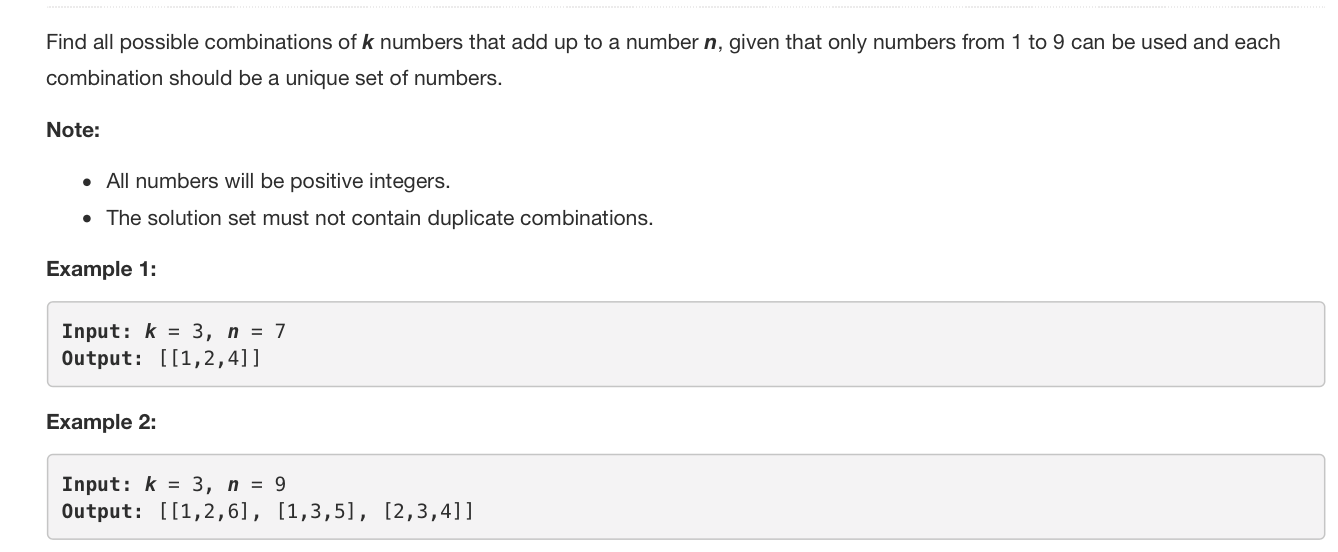 Find all possible combinations of k numbers that add up to a number n, given that only numbers from 1 to 9 can be used and each
combination should be a unique set of numbers.
Note:
• All numbers will be positive integers.
• The solution set must not contain duplicate combinations.
Example 1:
Input: k = 3, n = 7
Output: [[1,2,4]]
Example 2:
Input: k = 3, n = 9
Output: [[1,2,6], [1,3,5], [2,3,4]]